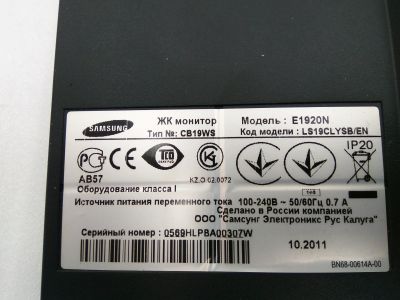 SAMSUNG
ЖК монитор
Модель : E1920N
Тип №: CB19WS
Код модели : LS19CLYSB/EN
TCO
IP20
AB57
KZ.O.02.0072
Оборудование класса I
Источник питания переменного тока 100-240В ~ 50/60Гц 0.7 А
Сделано в России компанией
ООО "Самсунг Электроникс Рус Калуга"
Серийный номер: 0569HLPBA00307W
10.2011
BN68-00614A-00